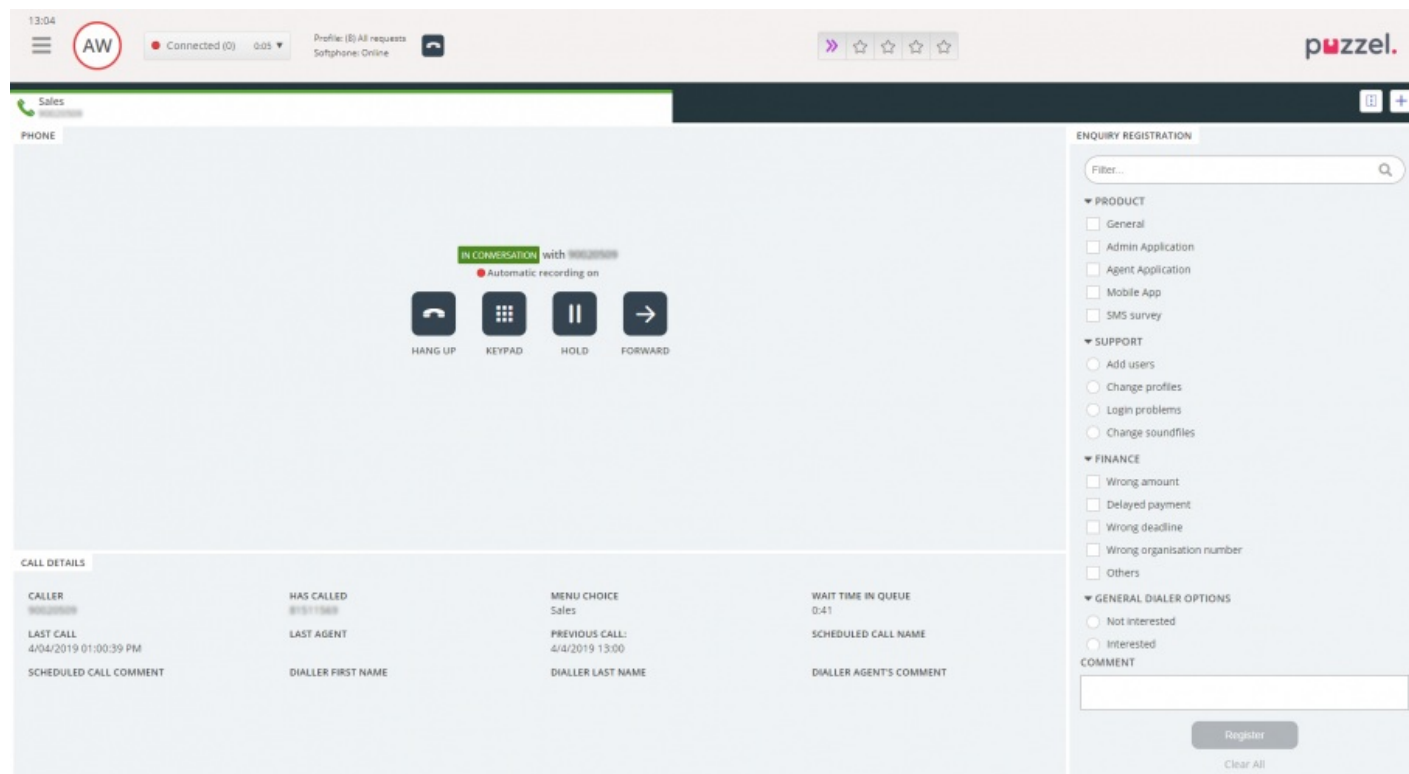 13:04
AW
Connected (0) 0:05
Profile: (8) All requests
Softphone: Online
puzzel.
Sales
PHONE
IN CONVERSATION with
Automatic recording on
HANG UP KEYPAD HOLD FORWARD
CALL DETAILS
CALLER HAS CALLED MENU CHOICE WAIT TIME IN QUEUE
Sales 0:41
LAST CALL LAST AGENT PREVIOUS CALL: SCHEDULED CALL NAME
4/04/2019 01:00:39 PM 4/4/2019 13:00
SCHEDULED CALL COMMENT DIALLER FIRST NAME DIALLER LAST NAME DIALLER AGENT'S COMMENT
ENQUIRY REGISTRATION
Filter...
PRODUCT
General
Admin Application
Agent Application
Mobile App
SMS survey
SUPPORT
Add users
Change profiles
Login problems
Change soundfiles
FINANCE
Wrong amount
Delayed payment
Wrong deadline
Wrong organisation number
Others
GENERAL DIALER OPTIONS
Not interested
Interested
COMMENT
Register
Clear All